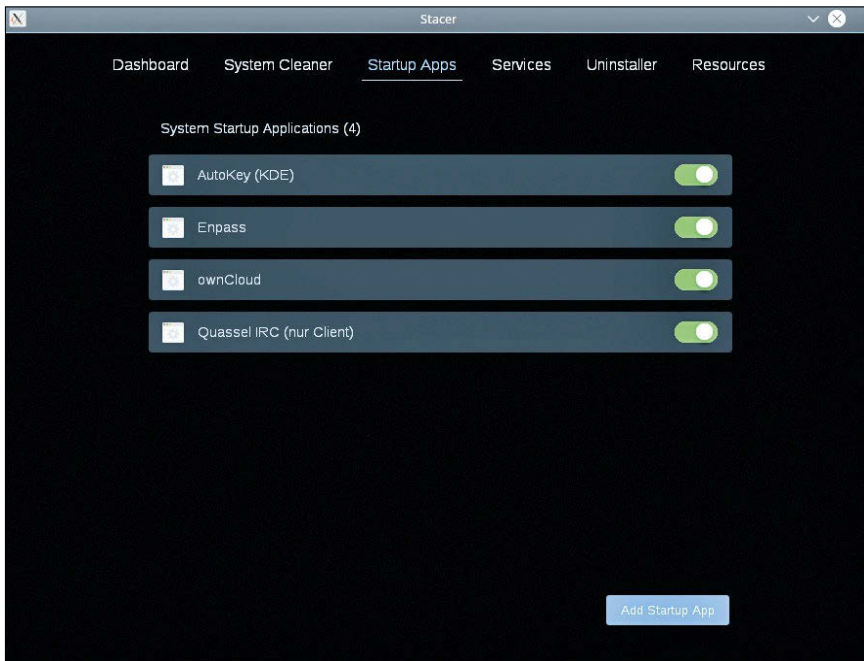 Stacer
Dashboard System Cleaner Startup Apps Services Uninstaller Resources
System Startup Applications (4)
AutoKey (KDE)
Enpass
ownCloud
Quassel IRC (nur Client)
Add Startup App